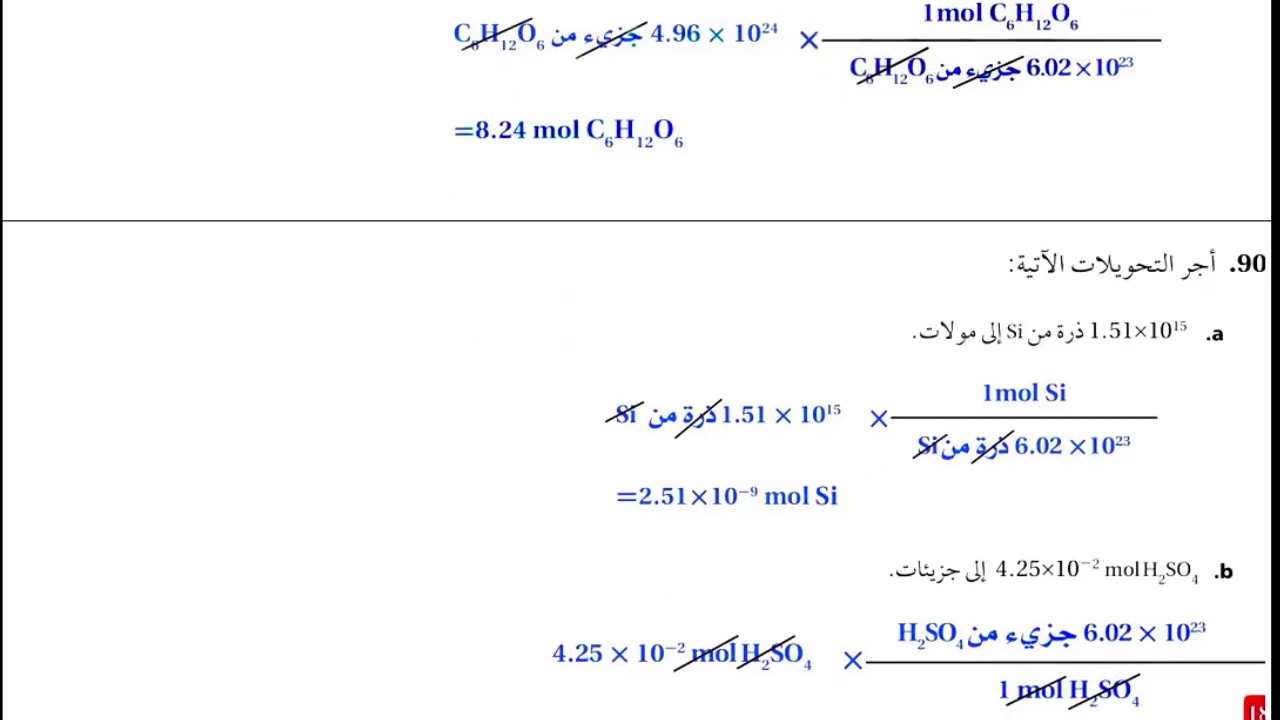 4.96 × 10²⁴ جزيء من C₆H₁₂O₆ × 1mol C₆H₁₂O₆ / 6.02 ×10²³ جزيء من C₆H₁₂O₆
=8.24 mol C₆H₁₂O₆
90. أجر التحويلات الآتية:
a. 1.51×10¹⁵ ذرة من Si إلى مولات.
1.51 × 10¹⁵ ذرة من Si × 1mol Si / 6.02 ×10²³ ذرة من Si
=2.51×10⁻⁹ mol Si
b. 4.25×10⁻² mol H₂SO₄ إلى جزيئات.
4.25 × 10⁻² mol H₂SO₄ × 6.02 × 10²³ جزيء من H₂SO₄ / 1 mol H₂SO₄